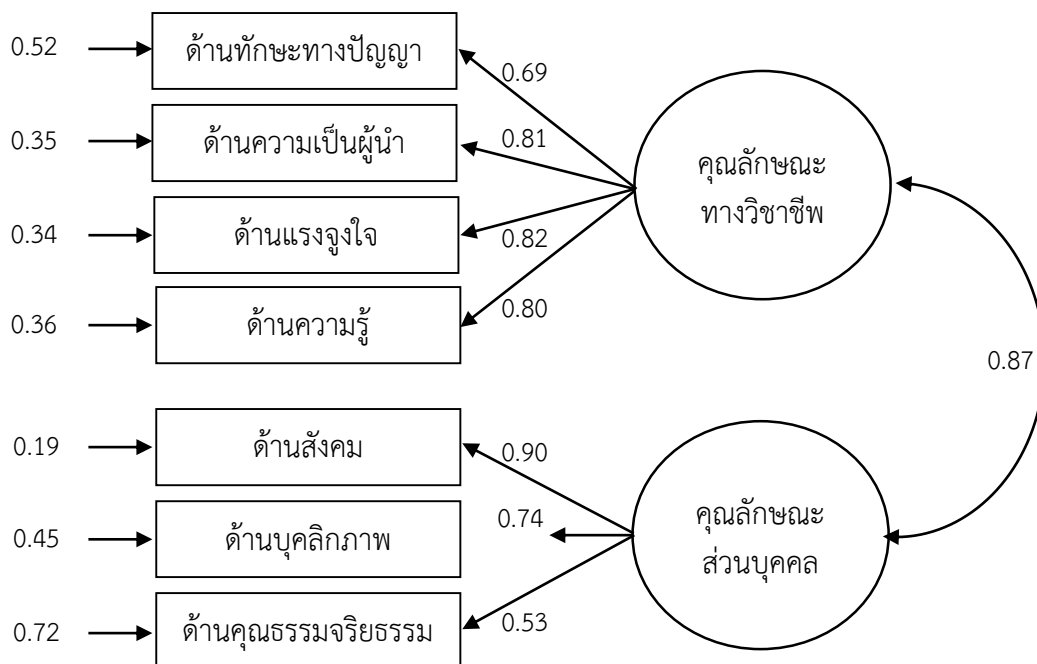 0.52
ด้านทักษะทางปัญญา
0.69
0.35
ด้านความเป็นผู้นำ
0.81
คุณลักษณะ
ทางวิชาชีพ
0.34
ด้านแรงจูงใจ
0.82
0.36
ด้านความรู้
0.80
0.87
0.19
ด้านสังคม
0.90
0.45
ด้านบุคลิกภาพ
0.74
คุณลักษณะ
ส่วนบุคคล
0.72
ด้านคุณธรรมจริยธรรม
0.53